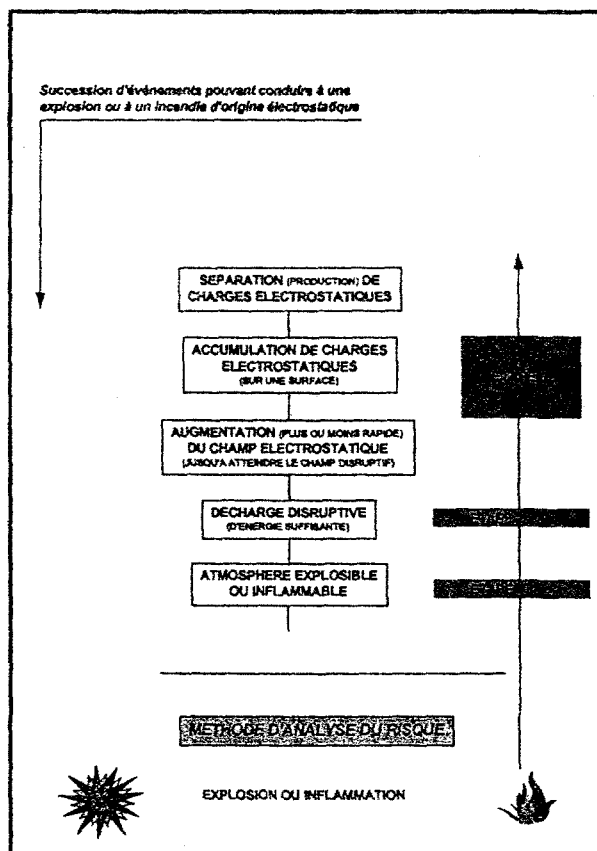 Succession d'événements pouvant conduire à une
explosion ou à un incendie d'origine électrostatique
SEPARATION (PRODUCTION) DE
CHARGES ELECTROSTATIQUES
ACCUMULATION DE CHARGES
ELECTROSTATIQUES
(SUR UNE SURFACE)
AUGMENTATION (PLUS OU MOINS RAPIDE)
DU CHAMP ELECTROSTATIQUE
(JUSQU'A ATTEINDRE LE CHAMP DISRUPTIF)
DECHARGE DISRUPTIVE
(D'ENERGIE SUFFISANTE)
ATMOSPHERE EXPLOSIBLE
OU INFLAMMABLE
METHODE D'ANALYSE DU RISQUE
EXPLOSION OU INFLAMMATION